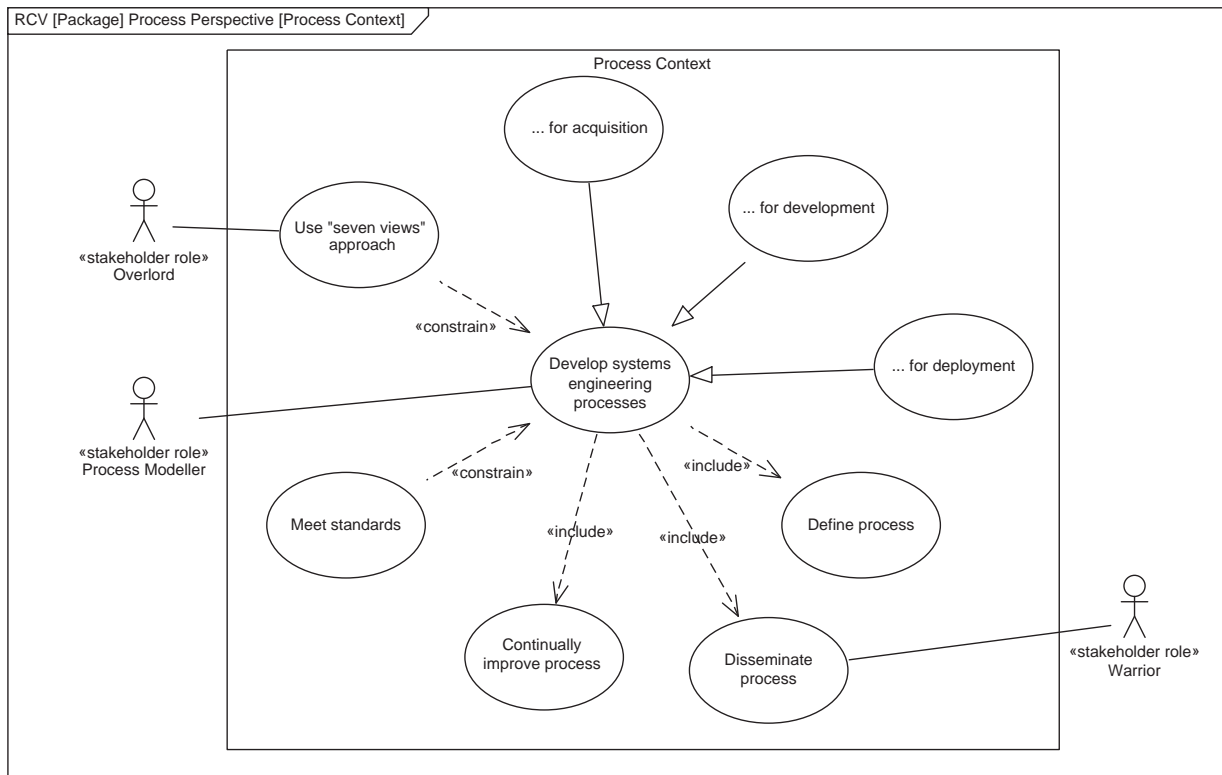 RCV [Package] Process Perspective [Process Context]
Process Context
... for acquisition
... for development
Use "seven views"
approach
«stakeholder role»
Overlord
«constrain»
... for deployment
Develop systems
engineering
processes
«stakeholder role»
Process Modeller
«constrain»
«include»
Meet standards
Define process
«include»
«include»
Continually
improve process
Disseminate
process
«stakeholder role»
Warrior